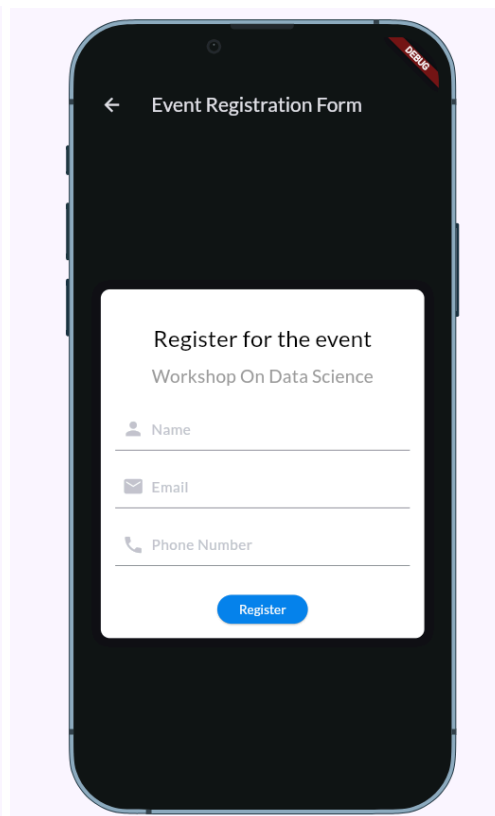 DEBUG
Event Registration Form
Register for the event
Workshop On Data Science
Name
Email
Phone Number
Register